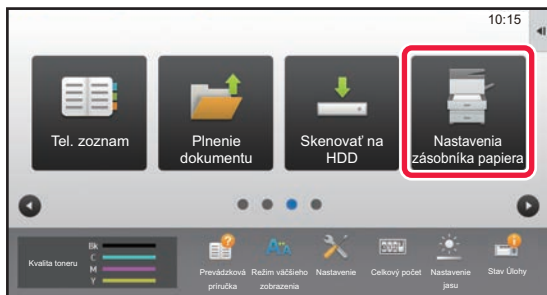 10:15
Tel. zoznam
Plnenie
dokumentu
Skenovať na
HDD
Nastavenia
zásobníka papiera
Kvalita toneru
Bk
C
M
Y
Prevádzková
príručka
Režim väčšieho
zobrazenia
Nastavenie
Celkový počet
Nastavenie
jasu
Stav Úlohy